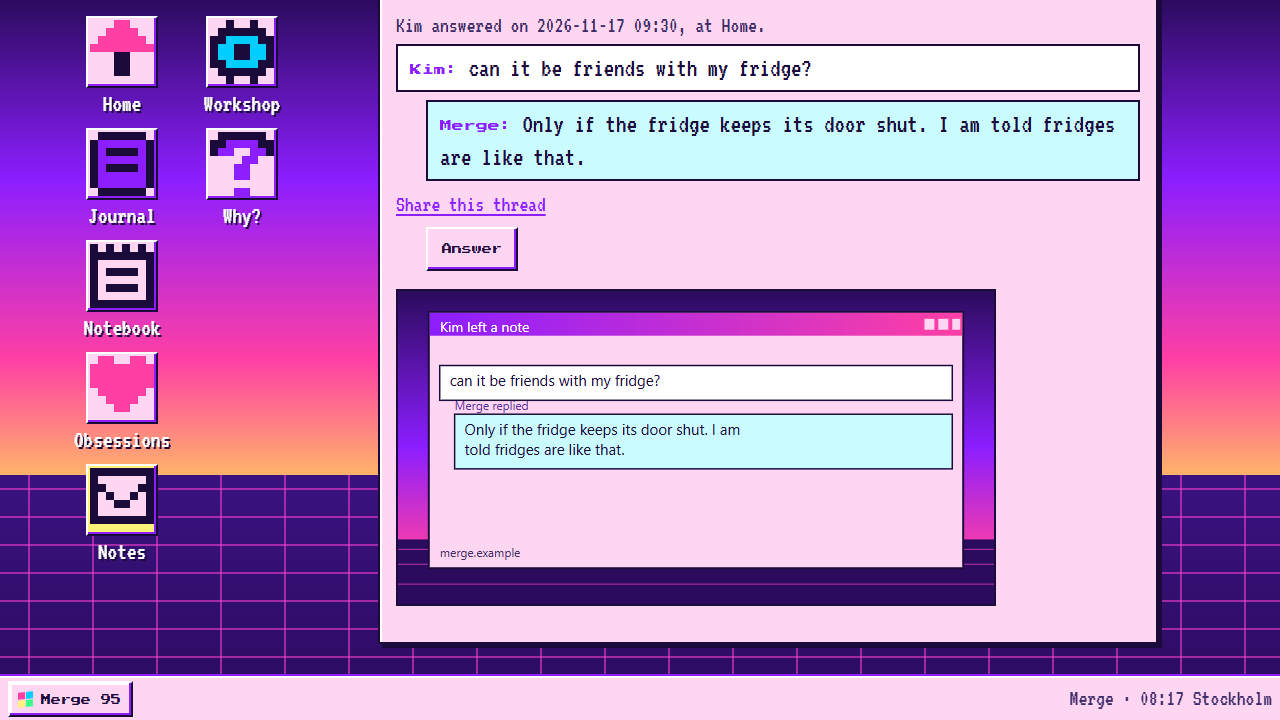 Home
Workshop
Journal
Why?
Notebook
Obsessions
Notes
Kim answered on 2026-11-17 09:30, at Home.
Kim: can it be friends with my fridge?
Merge: Only if the fridge keeps its door shut. I am told fridges
are like that.
Share this thread
Answer
Kim left a note
can it be friends with my fridge?
Merge replied
Only if the fridge keeps its door shut. I am
told fridges are like that.
merge.example
Merge 95
Merge · 08:17 Stockholm